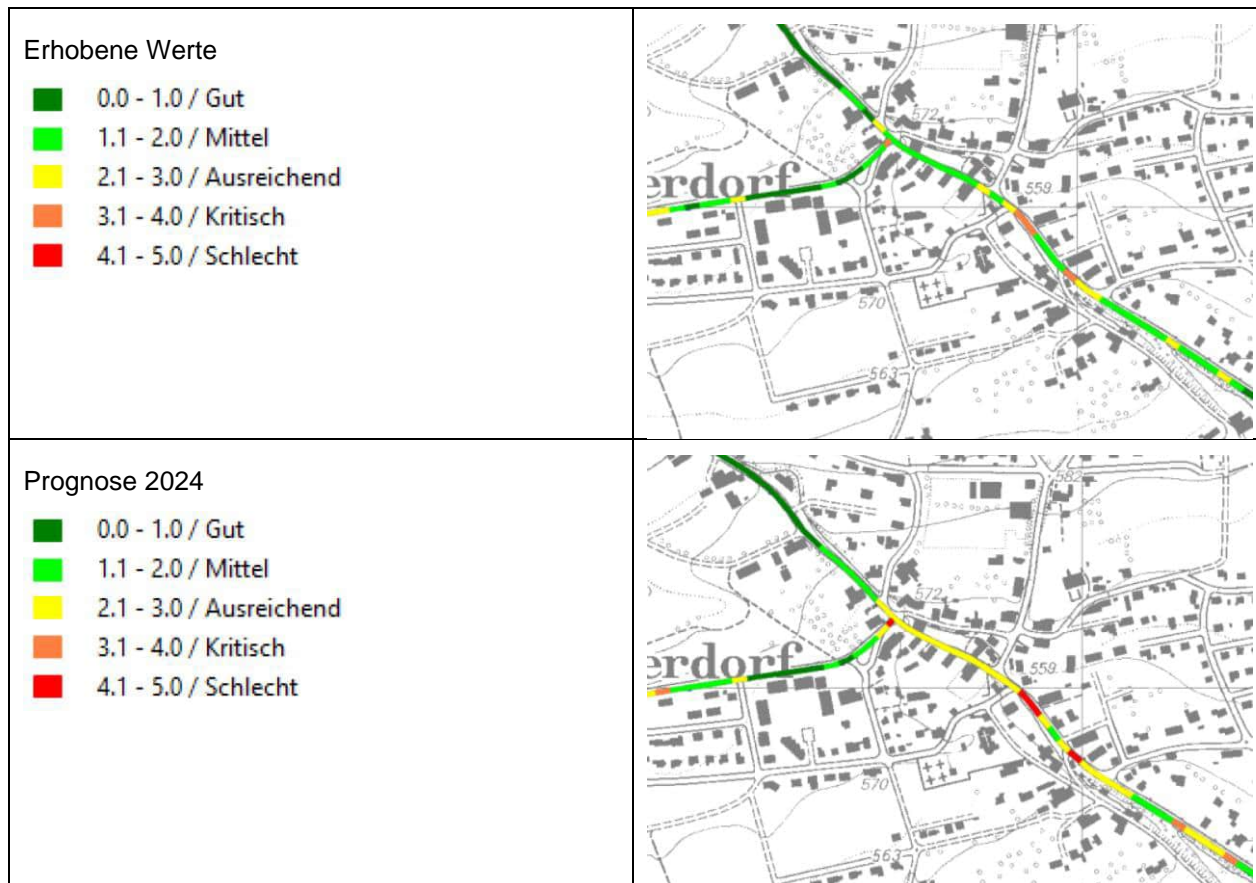 Erhobene Werte
0.0 - 1.0 / Gut
1.1 - 2.0 / Mittel
2.1 - 3.0 / Ausreichend
3.1 - 4.0 / Kritisch
4.1 - 5.0 / Schlecht
572
erdorf
559
570
563
Prognose 2024
0.0 - 1.0 / Gut
1.1 - 2.0 / Mittel
2.1 - 3.0 / Ausreichend
3.1 - 4.0 / Kritisch
4.1 - 5.0 / Schlecht
582
572
erdorf
559
570
563